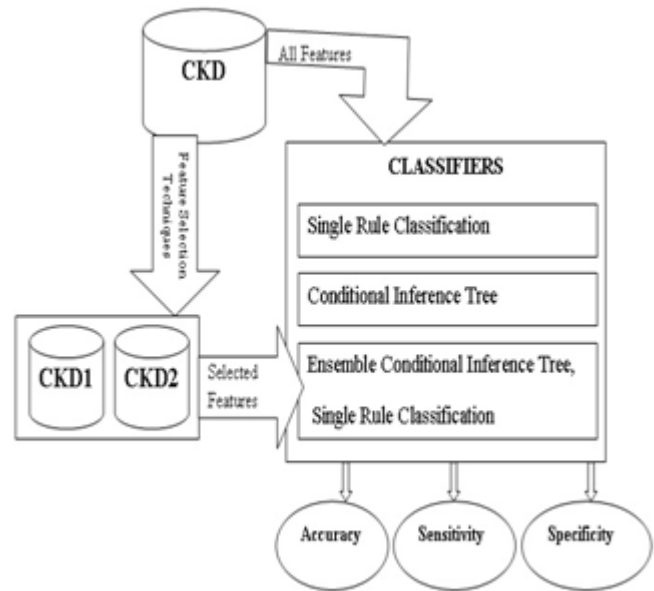 CKD
All Features
Feature Selection
Techniques
CLASSIFIERS
Single Rule Classification
Conditional Inference Tree
Ensemble Conditional Inference Tree,
Single Rule Classification
CKD1
CKD2
Selected
Features
Accuracy
Sensitivity
Specificity